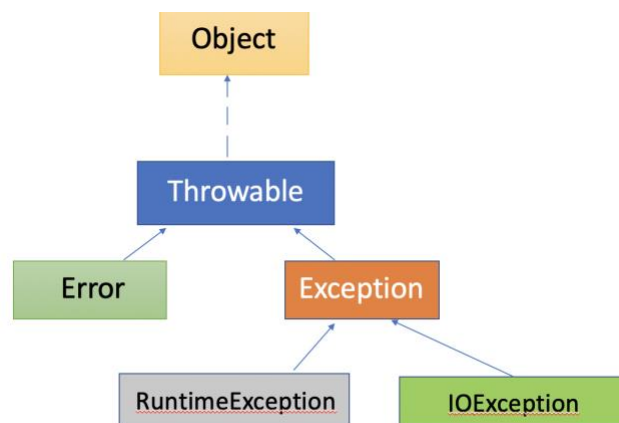 Object
Throwable
Error
Exception
RuntimeException
IOException